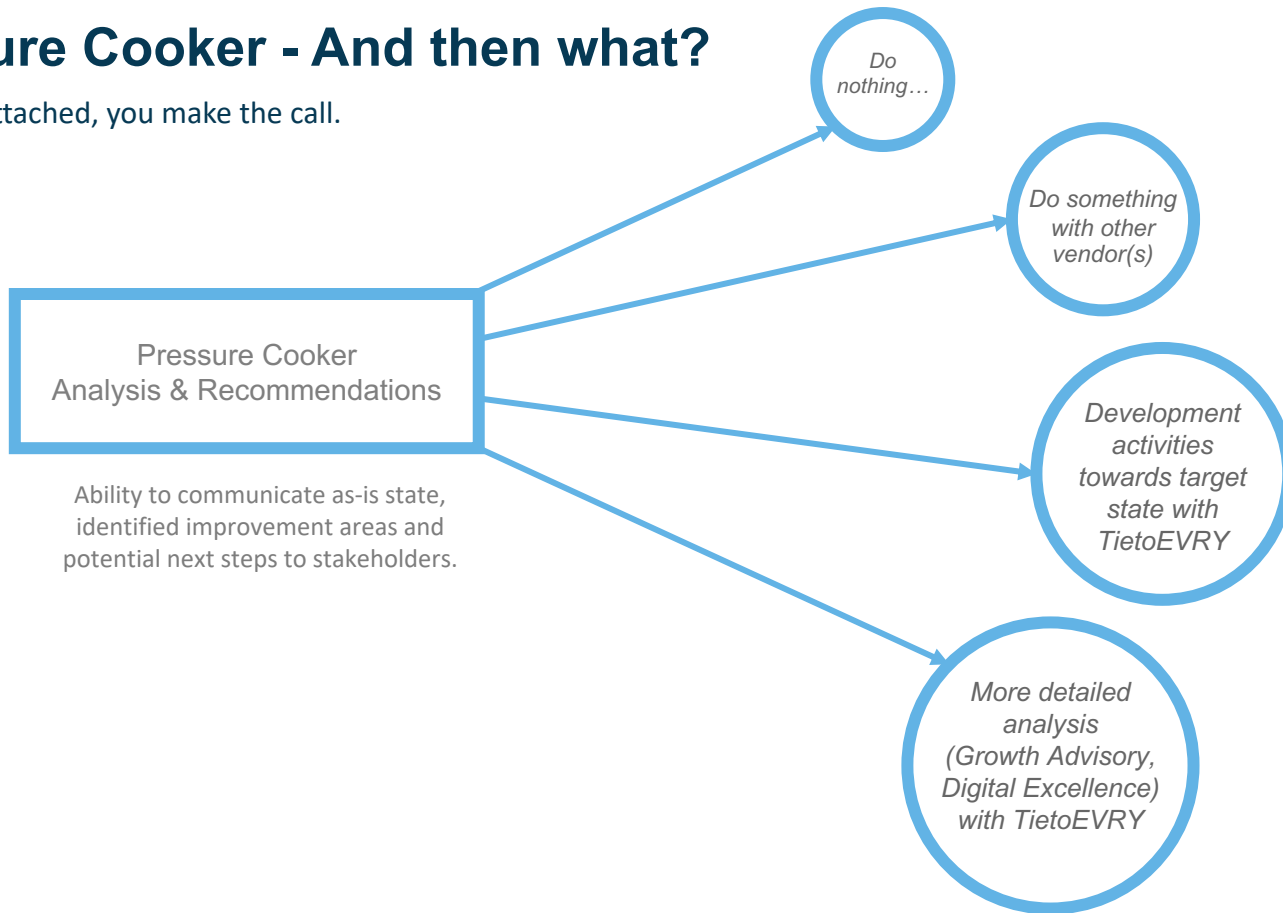 ure Cooker - And then what?
ttached, you make the call.
Do
nothing…
Do something
with other
vendor(s)
Pressure Cooker
Analysis & Recommendations
Ability to communicate as-is state,
identified improvement areas and
potential next steps to stakeholders.
Development
activities
towards target
state with
TietoEVRY
More detailed
analysis
(Growth Advisory,
Digital Excellence)
with TietoEVRY